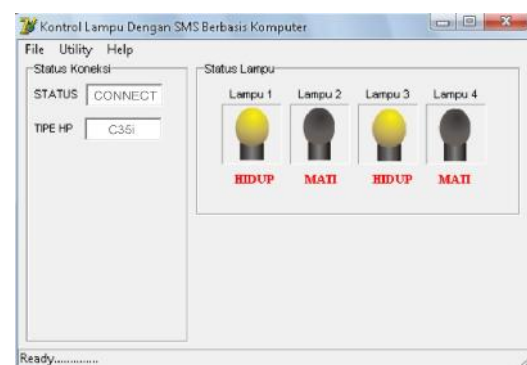 Kontrol Lampu Dengan SMS Berbasis Komputer
File Utility Help
Status Koneksi
STATUS CONNECT
TIPE HP C35i
Status Lampu
Lampu 1 Lampu 2 Lampu 3 Lampu 4
HIDUP MATI HIDUP MATI
Ready..............